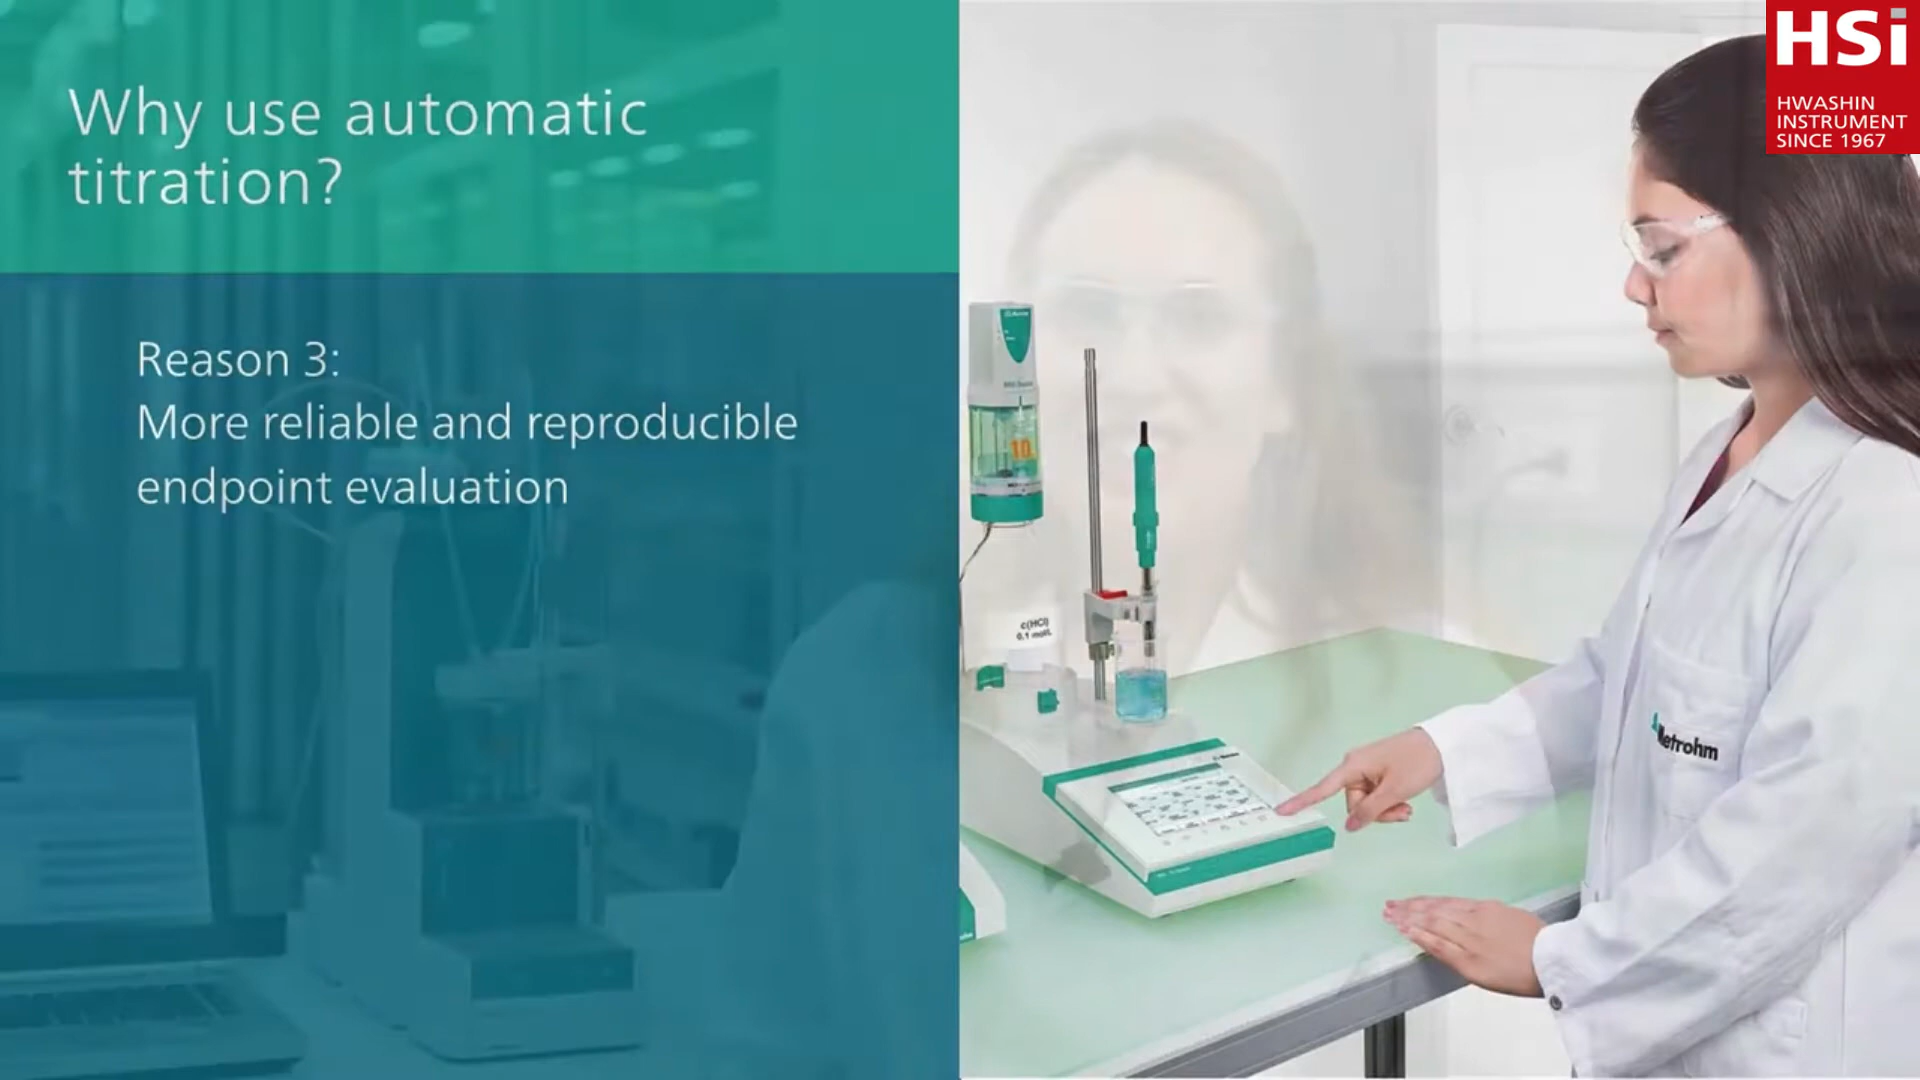 Why use automatic
titration?
Reason 3:
More reliable and reproducible
endpoint evaluation
HSi
HWASHIN
INSTRUMENT
SINCE 1967
10
c(HCl)
0.1 mol/L
Metrohm